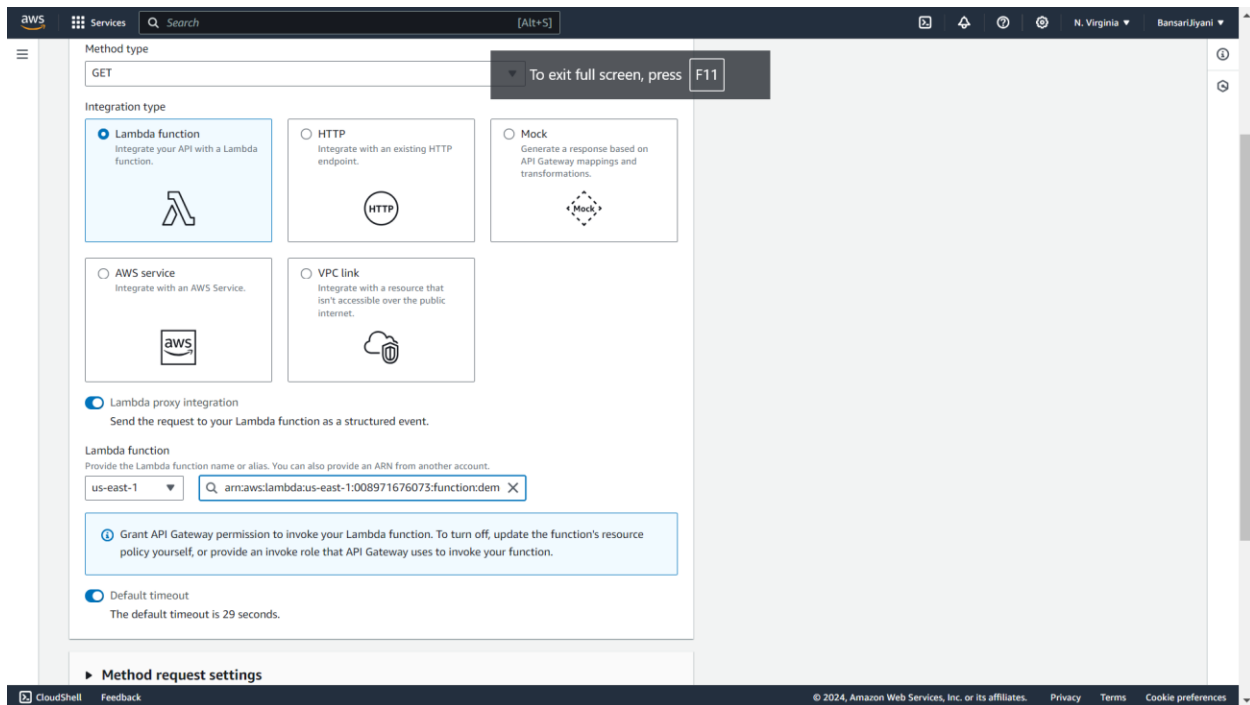 aws
Services
Search
[Alt+S]
N. Virginia ▼
BansariJiyani ▼
Method type
GET
To exit full screen, press F11
Integration type
Lambda function
Integrate your API with a Lambda
function.
HTTP
Integrate with an existing HTTP
endpoint.
HTTP
Mock
Generate a response based on
API Gateway mappings and
transformations.
Mock
AWS service
Integrate with an AWS Service.
aws
VPC link
Integrate with a resource that
isn't accessible over the public
internet.
Lambda proxy integration
Send the request to your Lambda function as a structured event.
Lambda function
Provide the Lambda function name or alias. You can also provide an ARN from another account.
us-east-1
arn:aws:lambda:us-east-1:008971676073:function:dem
Grant API Gateway permission to invoke your Lambda function. To turn off, update the function's resource
policy yourself, or provide an invoke role that API Gateway uses to invoke your function.
Default timeout
The default timeout is 29 seconds.
Method request settings
CloudShell
Feedback
© 2024, Amazon Web Services, Inc. or its affiliates.
Privacy
Terms
Cookie preferences